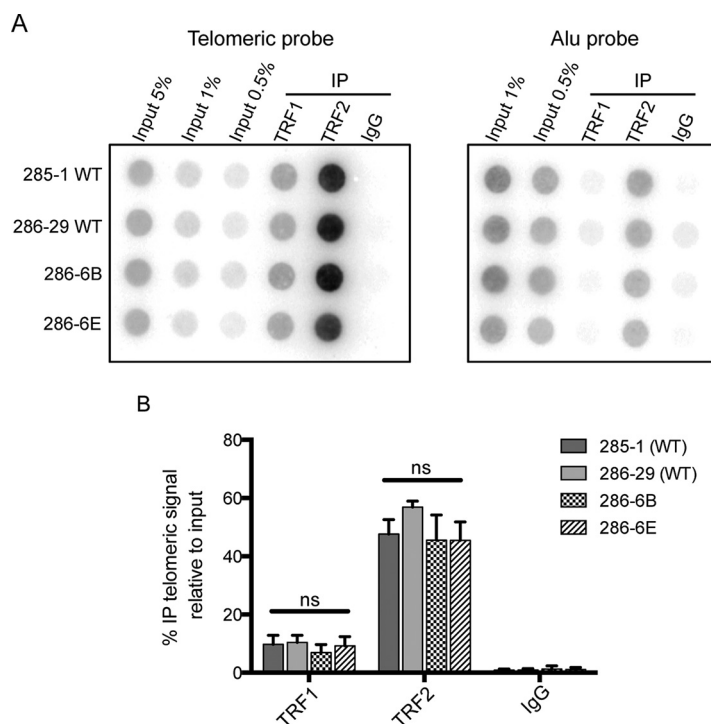 A
Telomeric probe
Alu probe
IP
IP
Input 5%
Input 1%
Input 0.5%
TRF1
TRF2
IgG
Input 1%
Input 0.5%
TRF1
TRF2
IgG
285-1 WT
286-29 WT
286-6B
286-6E
B
% IP telomeric signal
relative to input
80
60
40
20
0
ns
ns
285-1 (WT)
286-29 (WT)
286-6B
286-6E
TRF1
TRF2
IgG